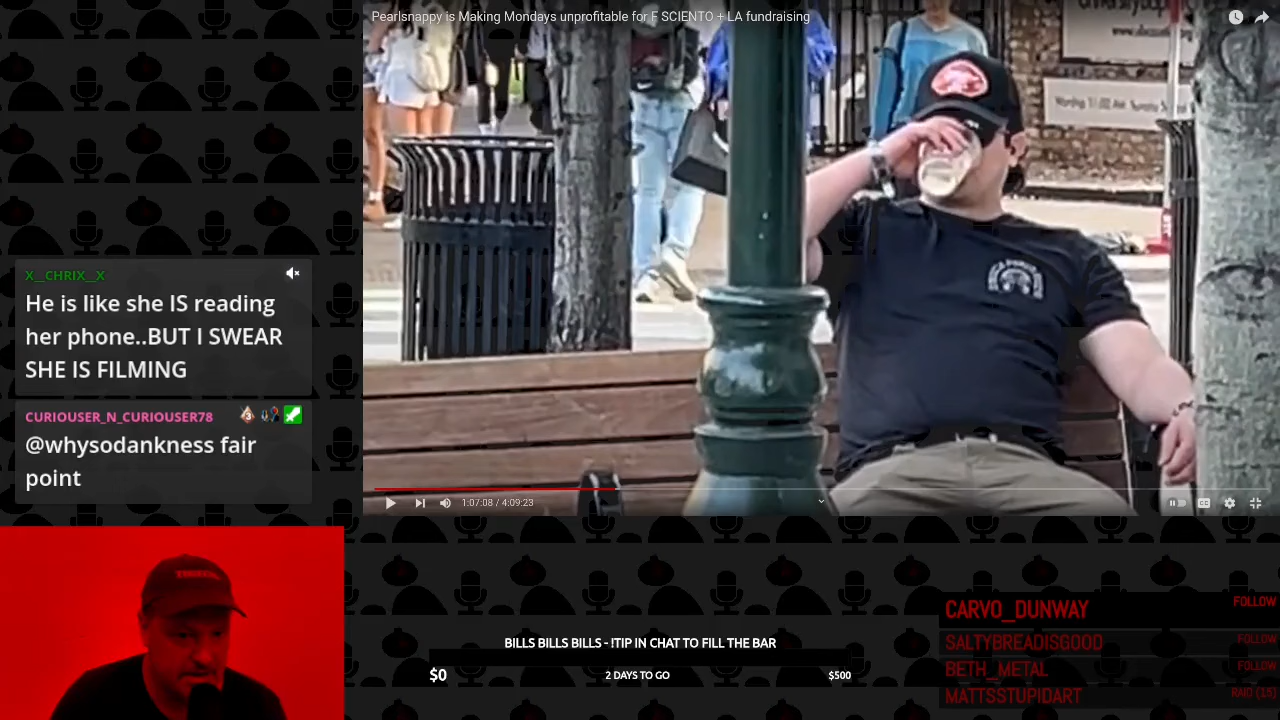 Pearlsnappy is Making Mondays unprofitable for F SCIENTO + LA fundraising
X__CHRIX__X
He is like she IS reading
her phone..BUT I SWEAR
SHE IS FILMING
CURIOUSER_N_CURIOUSER78
@whysodankness fair
point
1:07:08 / 4:09:23
BILLS BILLS BILLS - !TIP IN CHAT TO FILL THE BAR
$0
2 DAYS TO GO
$500
CARVO_DUNWAY
FOLLOW
SALTYBREADISGOOD
FOLLOW
BETH_METAL
FOLLOW
MATTSSTUPIDART
RAID (15)